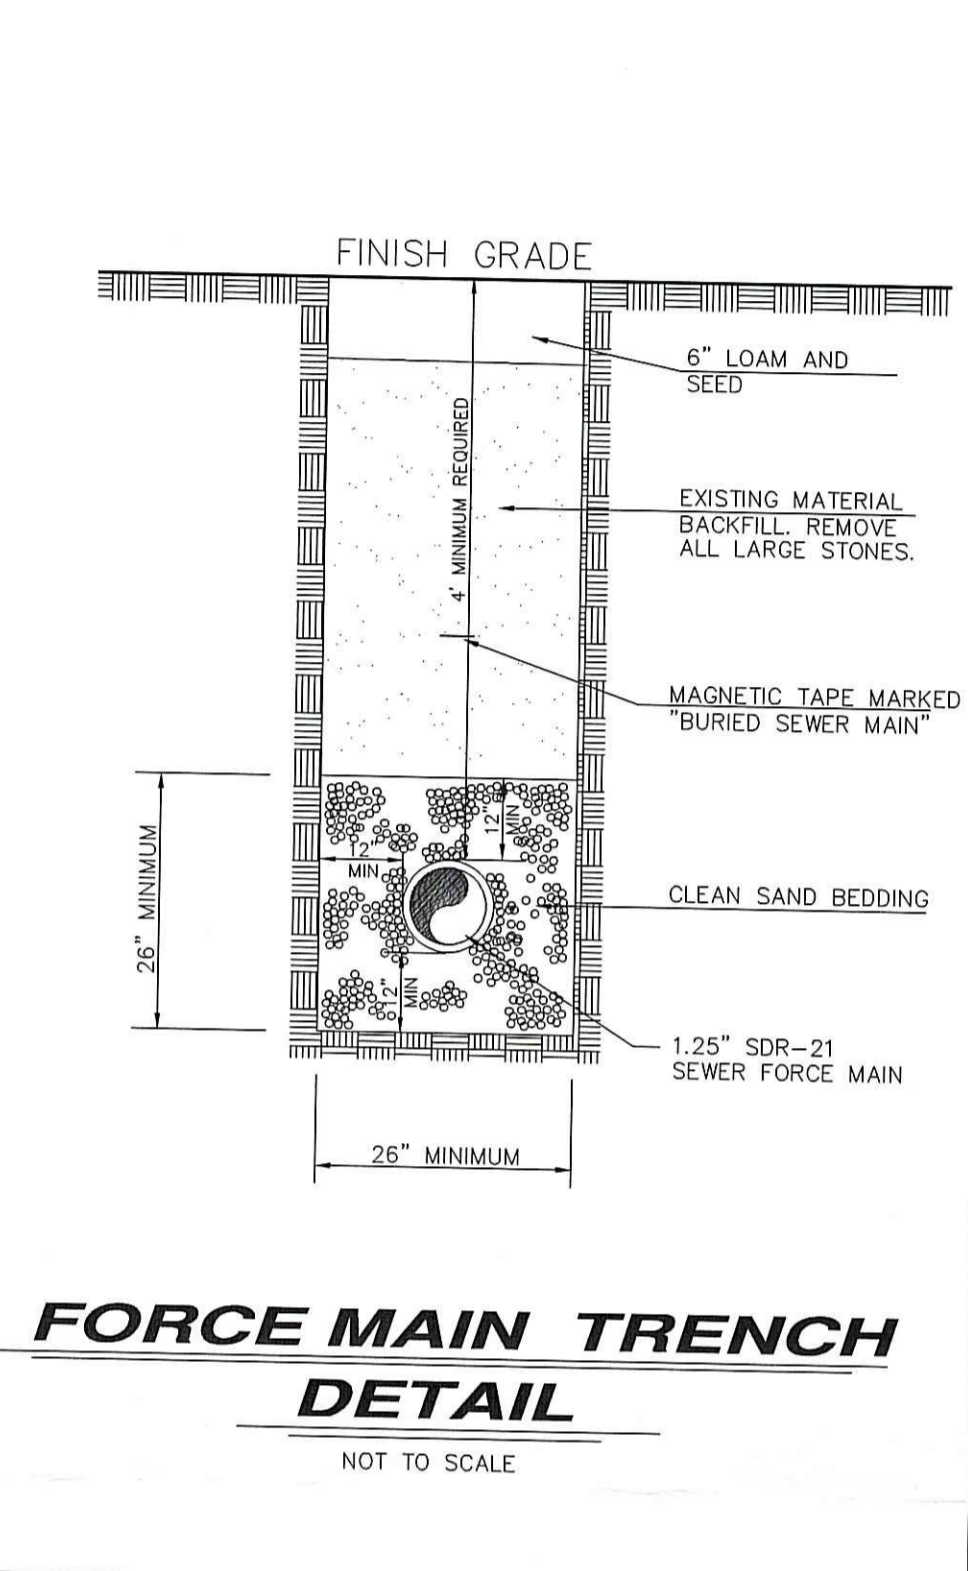 FINISH GRADE
6" LOAM AND
SEED
4' MINIMUM REQUIRED
EXISTING MATERIAL
BACKFILL. REMOVE
ALL LARGE STONES.
MAGNETIC TAPE MARKED
"BURIED SEWER MAIN"
26" MINIMUM
12"
MIN
12"
MIN
CLEAN SAND BEDDING
12"
MIN
1.25" SDR-21
SEWER FORCE MAIN
26" MINIMUM
FORCE MAIN TRENCH
DETAIL
NOT TO SCALE